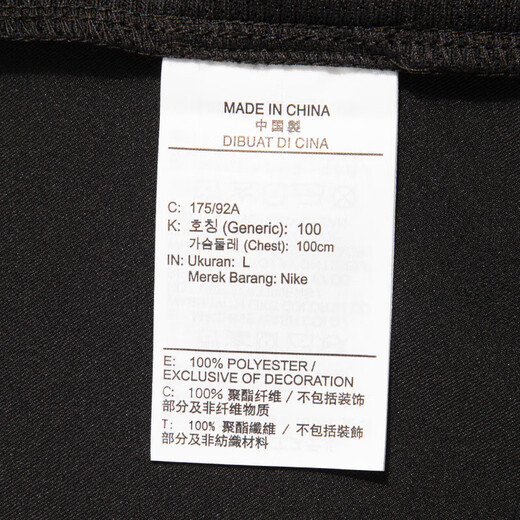 MADE IN CHINA
中国製
DIBUAT DI CINA
C: 175/92A
K: 호칭 (Generic): 100
가슴둘레 (Chest): 100cm
IN: Ukuran: L
Merek Barang: Nike
E: 100% POLYESTER /
EXCLUSIVE OF DECORATION
C: 100% 聚酯纤维 / 不包括装饰
部分及非纤维物质
T: 100% 聚酯纖維 / 不包括裝飾
部分及非紡織材料